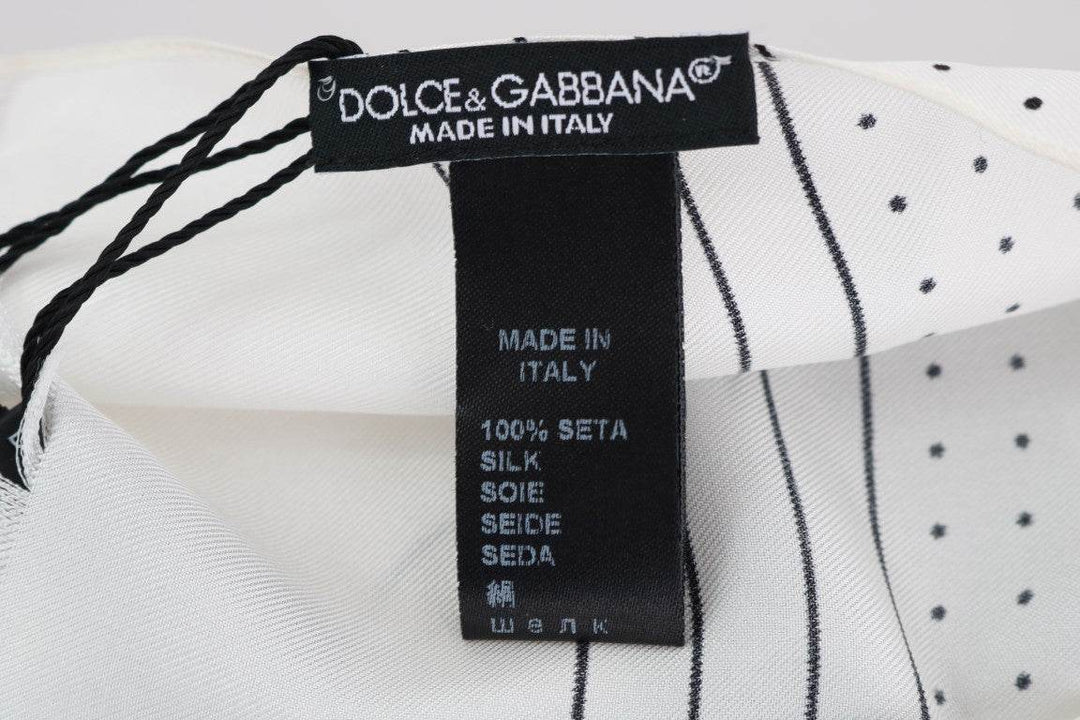 DOLCE & GABBANA®
MADE IN ITALY
MADE IN
ITALY
100% SETA
SILK
SOIE
SEIDE
SEDA
絹
шелк